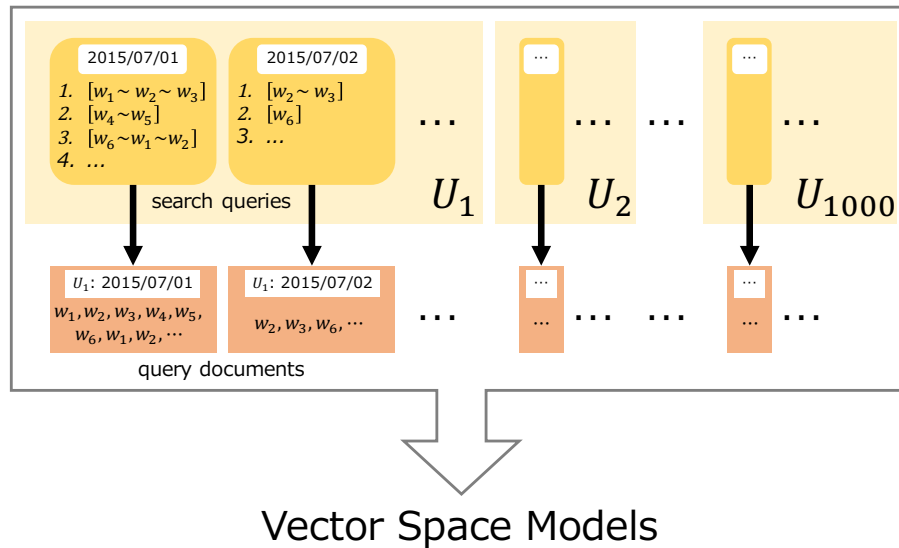 2015/07/01
1. [w₁ ~ w₂ ~ w₃]
2. [w₄ ~w₅]
3. [w₆ ~w₁ ~w₂]
4. ...
2015/07/02
1. [w₂ ~ w₃]
2. [w₆]
3. ...
...
U₁
...
...
U₂
...
...
...
U₁₀₀₀
search queries
U₁: 2015/07/01
w₁, w₂, w₃, w₄, w₅,
w₆, w₁, w₂, ⋯
U₁: 2015/07/02
w₂, w₃, w₆, ⋯
...
...
...
...
...
...
...
...
query documents
Vector Space Models